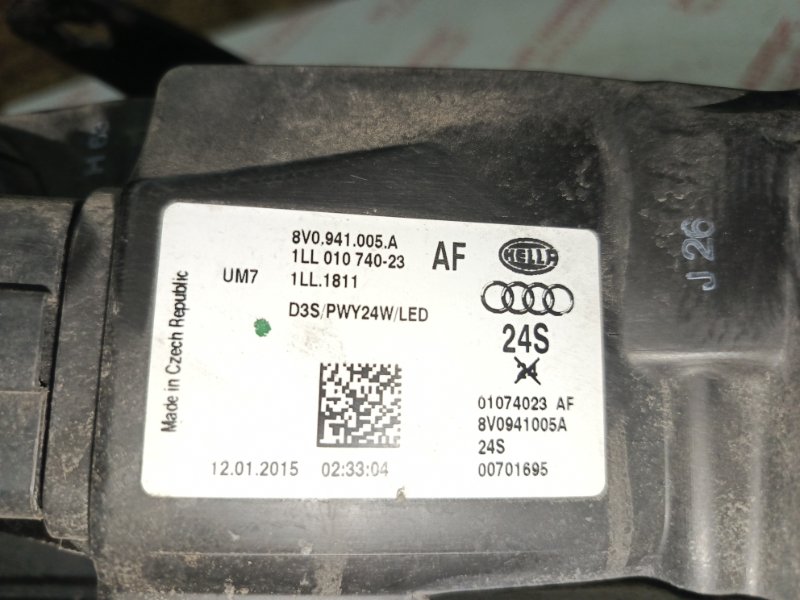 8V0.941.005.A
1LL 010 740-23
AF
HELLA
UM7
1LL.1811
D3S/PWY24W/LED
24S
24
Made in Czech Republic
01074023 AF
8V0941005A
24S
12.01.2015
02:33:04
00701695
J 26